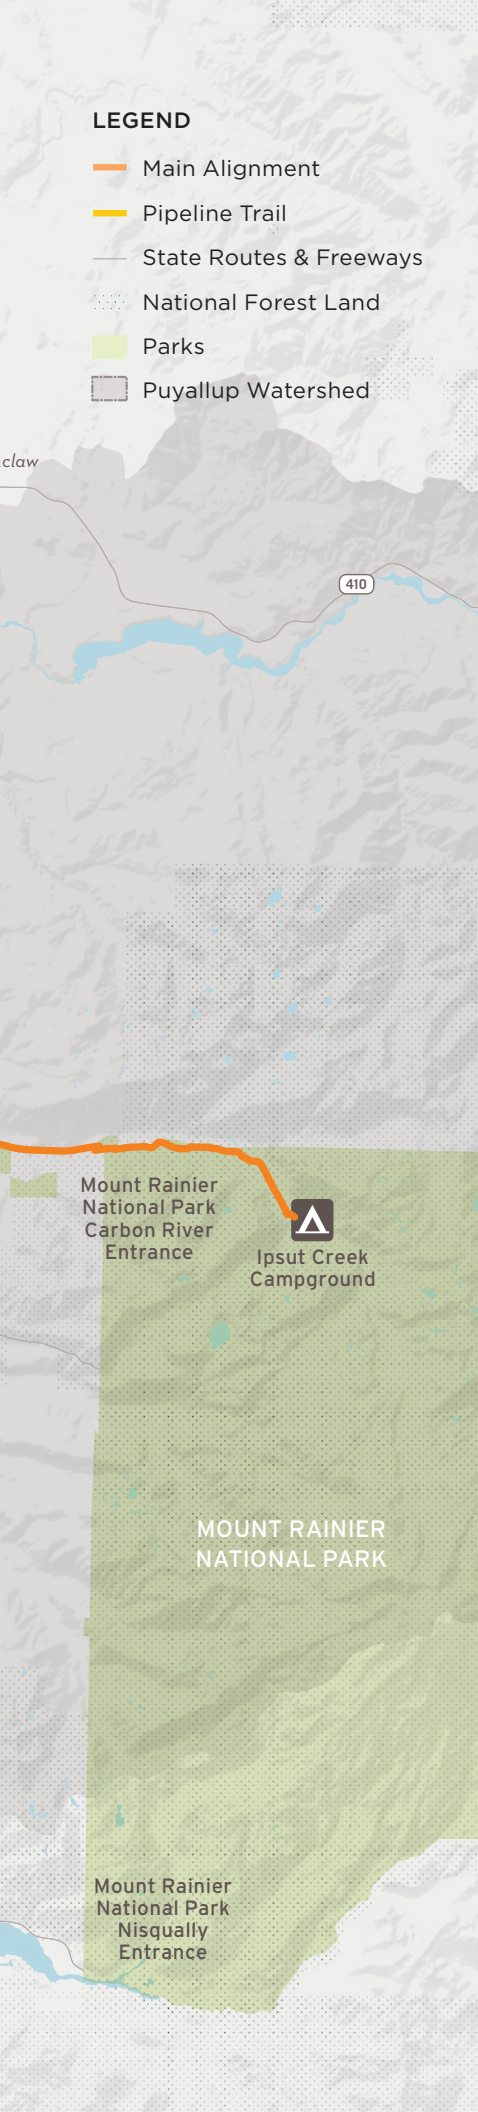 LEGEND
Main Alignment
Pipeline Trail
State Routes & Freeways
National Forest Land
Parks
Puyallup Watershed
claw
410
Mount Rainier
National Park
Carbon River
Entrance
Ipsut Creek
Campground
MOUNT RAINIER
NATIONAL PARK
Mount Rainier
National Park
Nisqually
Entrance